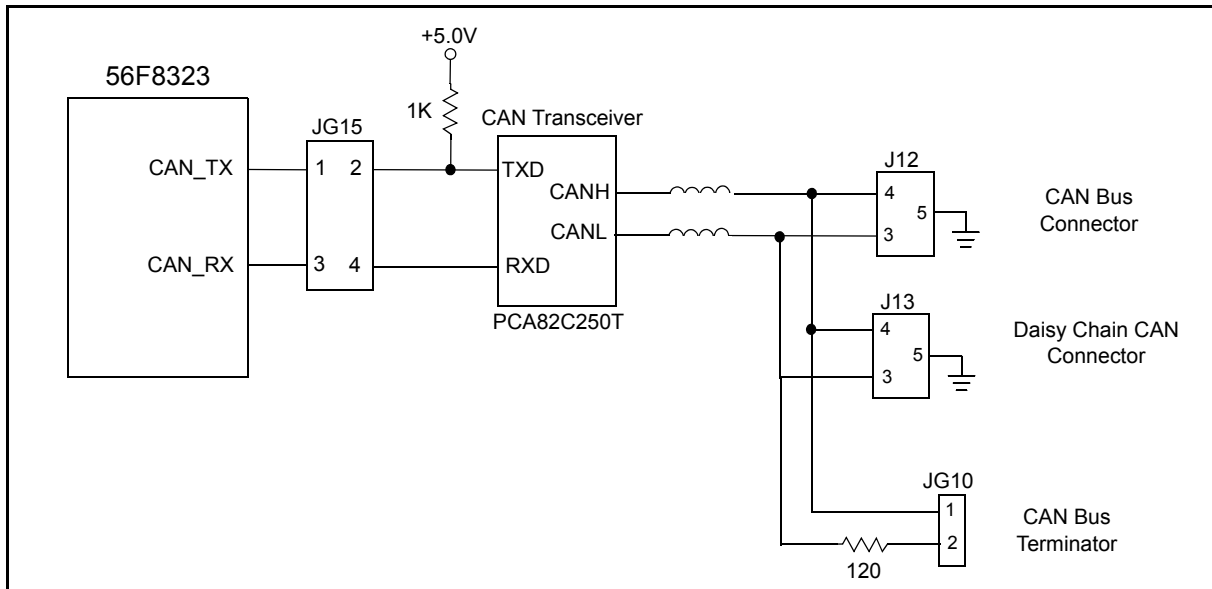 +5.0V
56F8323
1K
CAN Transceiver
JG15
CAN_TX
1
2
TXD
CANH
CANL
CAN_RX
3
4
RXD
PCA82C250T
J12
4
5
3
CAN Bus
Connector
J13
4
5
3
Daisy Chain CAN
Connector
JG10
1
2
120
CAN Bus
Terminator